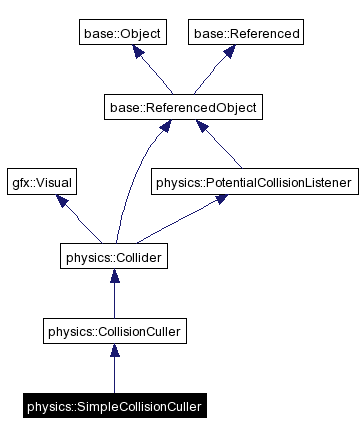 base::Object
base::Referenced
base::ReferencedObject
gfx::Visual
physics::PotentialCollisionListener
physics::Collider
physics::CollisionCuller
physics::SimpleCollisionCuller